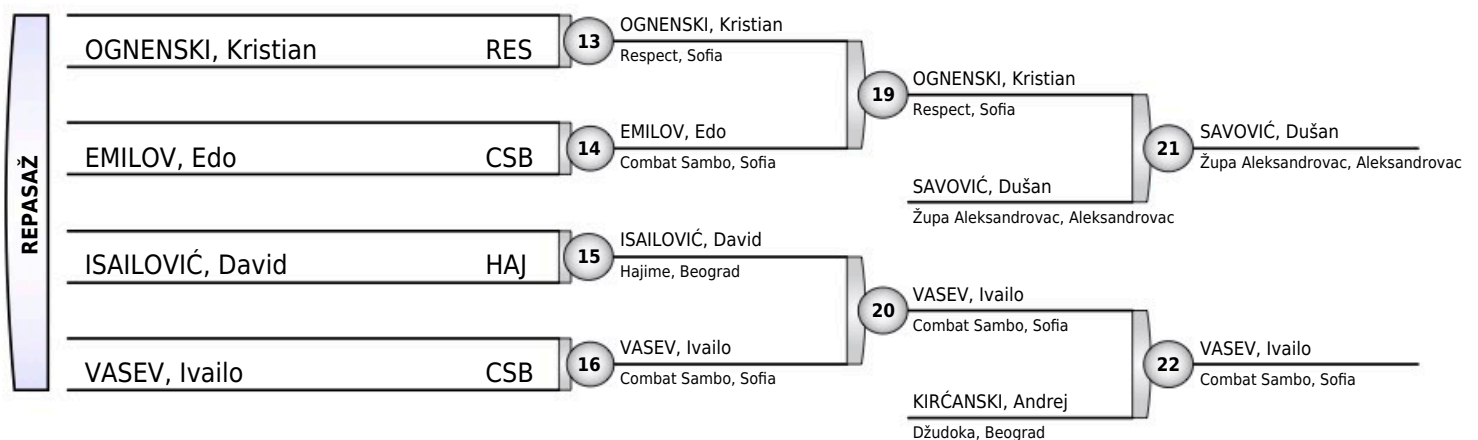 REPASAŽ
OGNENSKI, Kristian RES
13
OGNENSKI, Kristian
Respect, Sofia
EMILOV, Edo CSB
14
EMILOV, Edo
Combat Sambo, Sofia
19
OGNENSKI, Kristian
Respect, Sofia
SAVOVIĆ, Dušan
Župa Aleksandrovac, Aleksandrovac
21
SAVOVIĆ, Dušan
Župa Aleksandrovac, Aleksandrovac
ISAILOVIĆ, David HAJ
15
ISAILOVIĆ, David
Hajime, Beograd
VASEV, Ivailo CSB
16
VASEV, Ivailo
Combat Sambo, Sofia
20
VASEV, Ivailo
Combat Sambo, Sofia
KIRĆANSKI, Andrej
Džudoka, Beograd
22
VASEV, Ivailo
Combat Sambo, Sofia